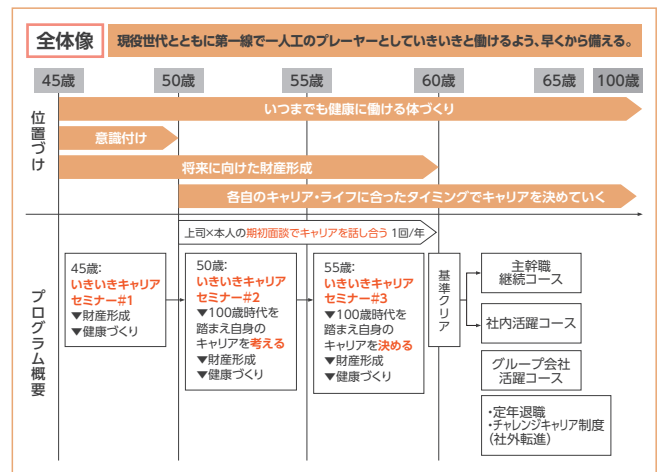 全体像
現役世代とともに第一線で一人工のプレーヤーとしていきいきと働けるよう、早くから備える。
45歳 50歳 55歳 60歳 65歳 100歳
位置づけ
いつまでも健康に働ける体づくり
意識付け
将来に向けた財産形成
各自のキャリア・ライフに合ったタイミングでキャリアを決めていく
プログラム概要
上司×本人の期初面談でキャリアを話し合う 1回/年
45歳:
いきいきキャリア
セミナー#1
▼財産形成
▼健康づくり
50歳:
いきいきキャリア
セミナー#2
▼100歳時代を
踏まえ自身の
キャリアを考える
▼財産形成
▼健康づくり
55歳:
いきいきキャリア
セミナー#3
▼100歳時代を
踏まえ自身の
キャリアを決める
▼財産形成
▼健康づくり
基準クリア
主幹職
継続コース
社内活躍コース
グループ会社
活躍コース
・定年退職
・チャレンジキャリア制度
(社外転進)